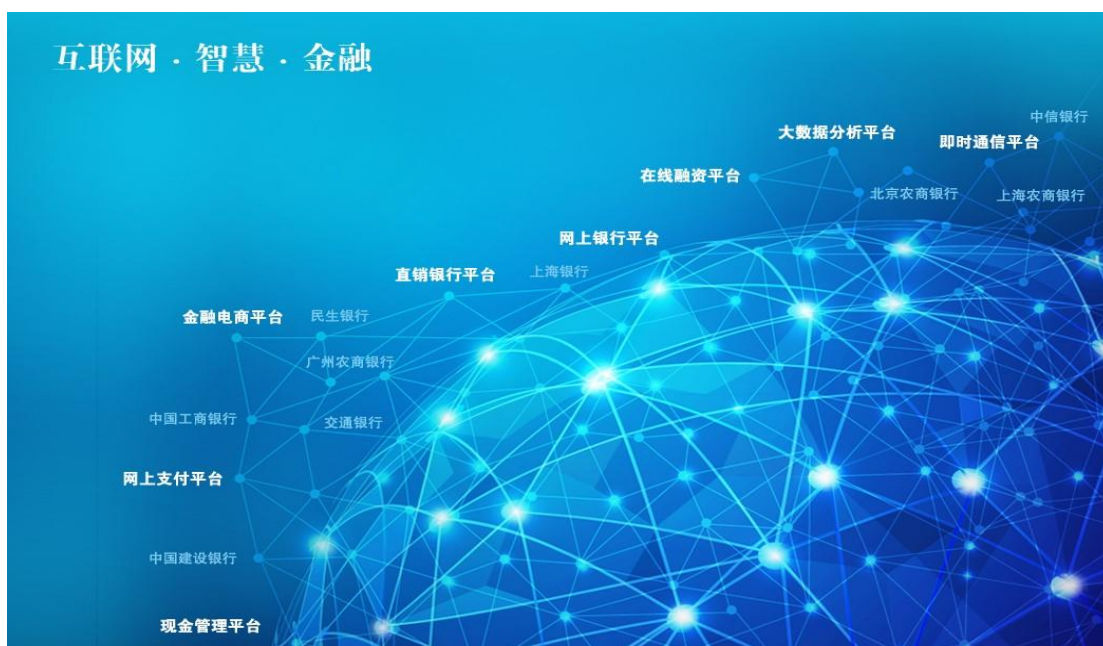 互联网 · 智慧 · 金融
中信银行
大数据分析平台
即时通信平台
在线融资平台
北京农商银行
上海农商银行
网上银行平台
直销银行平台
上海银行
金融电商平台
民生银行
广州农商银行
中国工商银行
交通银行
网上支付平台
中国建设银行
现金管理平台